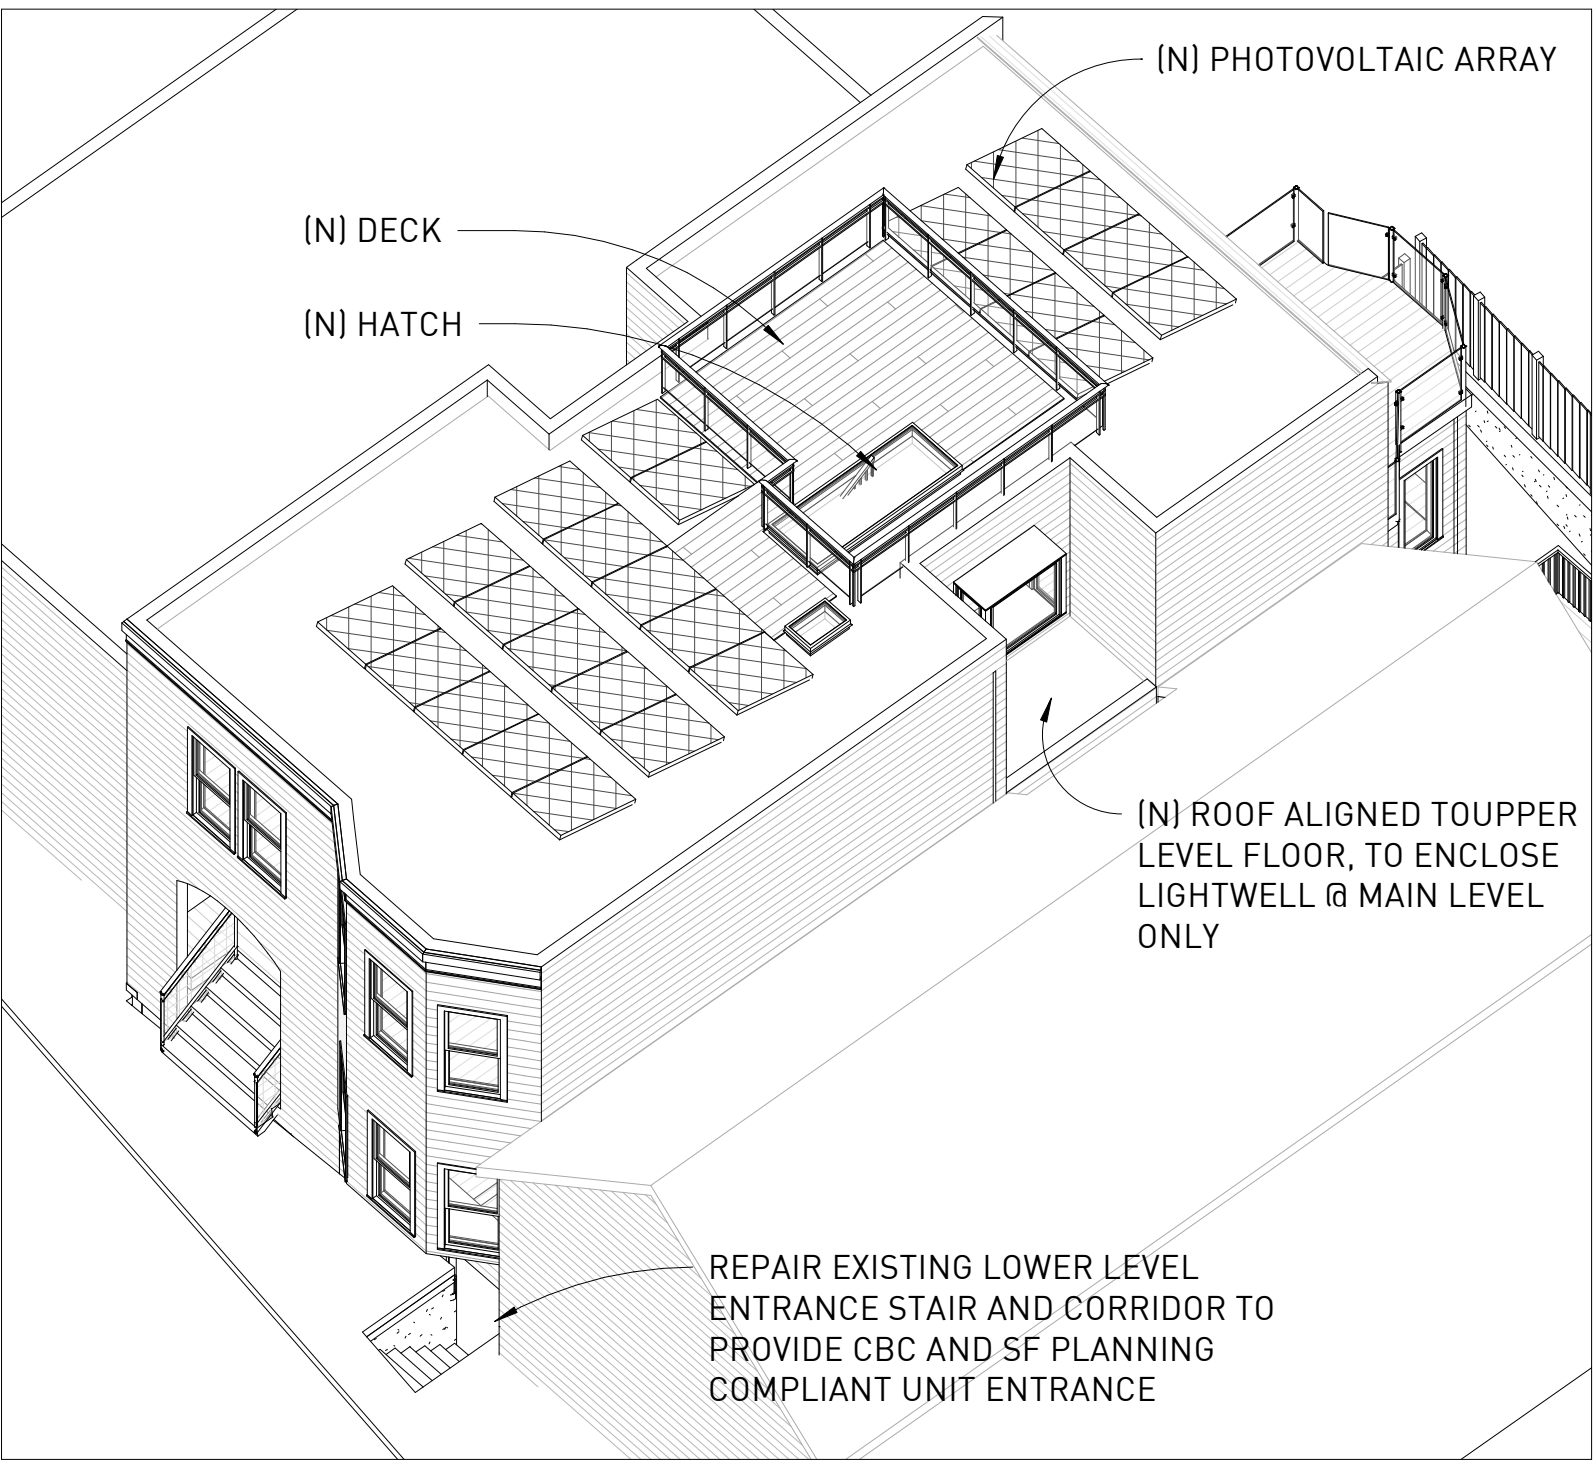 (N) PHOTOVOLTAIC ARRAY
(N) DECK
(N) HATCH
(N) ROOF ALIGNED TOUPPER
LEVEL FLOOR, TO ENCLOSE
LIGHTWELL @ MAIN LEVEL
ONLY
REPAIR EXISTING LOWER LEVEL
ENTRANCE STAIR AND CORRIDOR TO
PROVIDE CBC AND SF PLANNING
COMPLIANT UNIT ENTRANCE